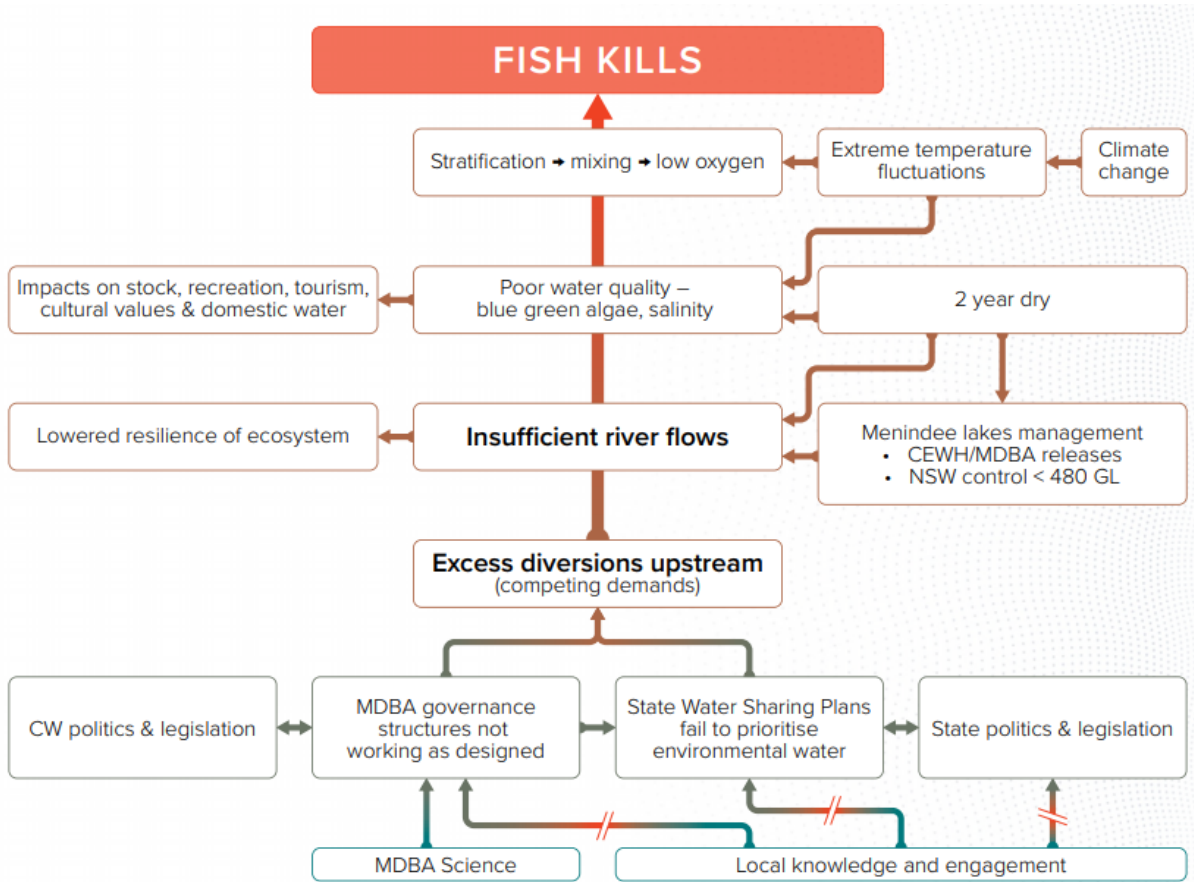 FISH KILLS
Stratification → mixing → low oxygen
Extreme temperature
fluctuations
Climate
change
Impacts on stock, recreation, tourism,
cultural values & domestic water
Poor water quality –
blue green algae, salinity
2 year dry
Lowered resilience of ecosystem
Insufficient river flows
Menindee lakes management
• CEWH/MDBA releases
• NSW control < 480 GL
Excess diversions upstream
(competing demands)
CW politics & legislation
MDBA governance
structures not
working as designed
State Water Sharing Plans
fail to prioritise
environmental water
State politics & legislation
MDBA Science
Local knowledge and engagement